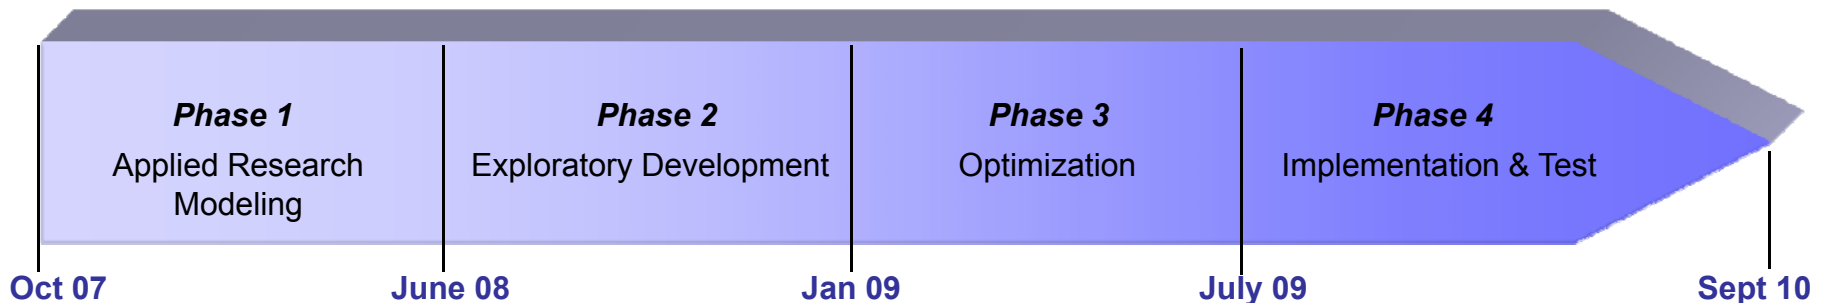 Phase 1
Applied Research
Modeling
Phase 2
Exploratory Development
Phase 3
Optimization
Phase 4
Implementation & Test
Oct 07
June 08
Jan 09
July 09
Sept 10